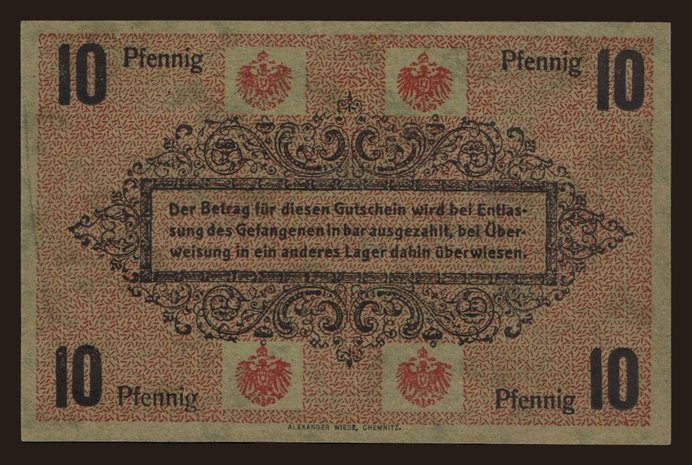 10 Pfennig Pfennig 10
Der Betrag für diesen Gutschein wird bei Entlas-
sung des Gefangenen in bar ausgezahlt, bei Über-
weisung in ein anderes Lager dahin überwiesen.
10 Pfennig Pfennig 10
ALEXANDER WIEDE, CHEMNITZ.